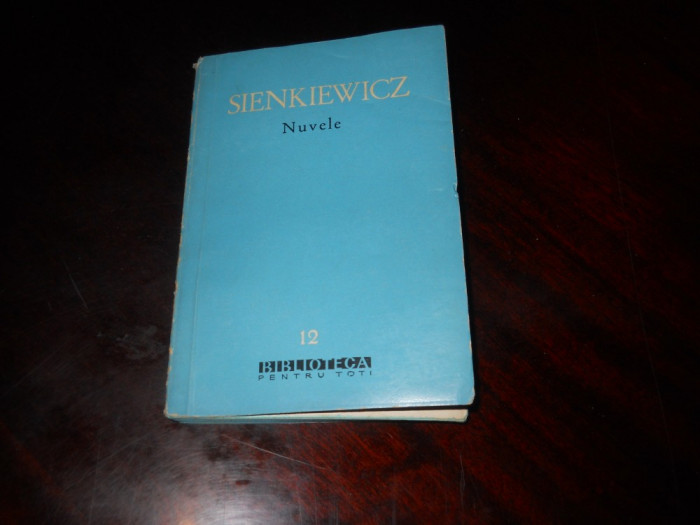 SIENKIEWICZ
Nuvele
12
BIBLIOTECA
PENTRU TOTI